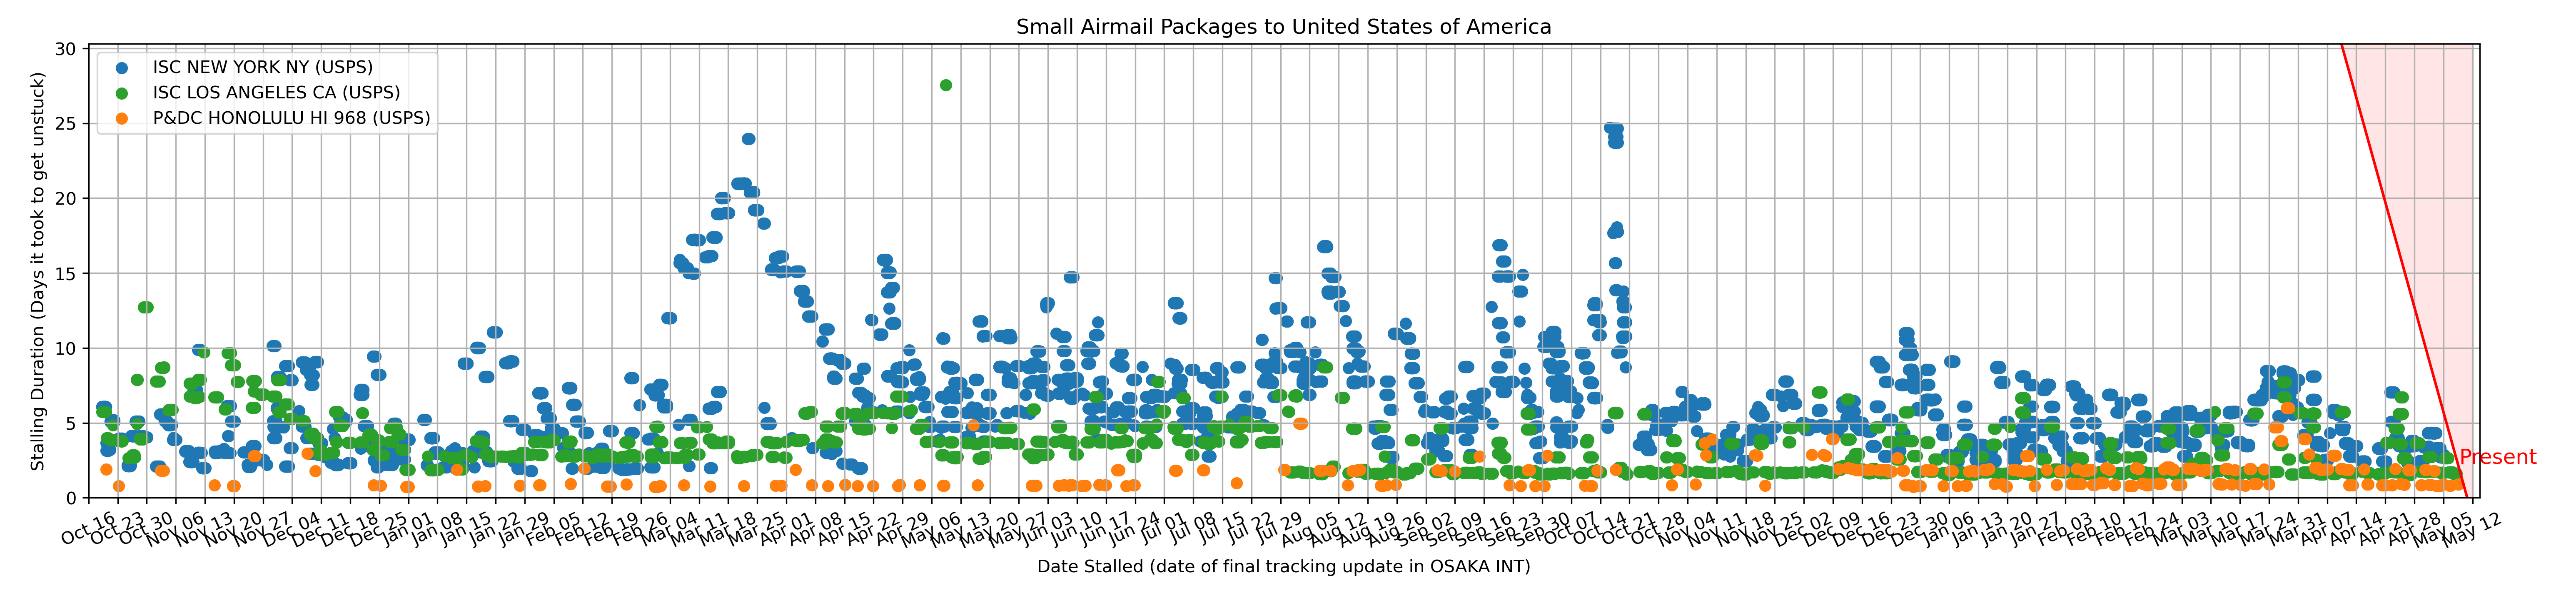 Small Airmail Packages to United States of America
ISC NEW YORK NY (USPS)
ISC LOS ANGELES CA (USPS)
P&DC HONOLULU HI 968 (USPS)
Stalling Duration (Days it took to get unstuck)
30
25
20
15
10
5
0
Present
Oct 16
Oct 23
Oct 30
Nov 06
Nov 13
Nov 20
Nov 27
Dec 04
Dec 11
Dec 18
Dec 25
Jan 01
Jan 08
Jan 15
Jan 22
Jan 29
Feb 05
Feb 12
Feb 19
Feb 26
Mar 04
Mar 11
Mar 18
Mar 25
Apr 01
Apr 08
Apr 15
Apr 22
Apr 29
May 06
May 13
May 20
May 27
Jun 03
Jun 10
Jun 17
Jun 24
Jul 01
Jul 08
Jul 15
Jul 22
Jul 29
Aug 05
Aug 12
Aug 19
Aug 26
Sep 02
Sep 09
Sep 16
Sep 23
Sep 30
Oct 07
Oct 14
Oct 21
Oct 28
Nov 04
Nov 11
Nov 18
Nov 25
Dec 02
Dec 09
Dec 16
Dec 23
Dec 30
Jan 06
Jan 13
Jan 20
Jan 27
Feb 03
Feb 10
Feb 17
Feb 24
Mar 03
Mar 10
Mar 17
Mar 24
Mar 31
Apr 07
Apr 14
Apr 21
Apr 28
May 05
May 12
Date Stalled (date of final tracking update in OSAKA INT)